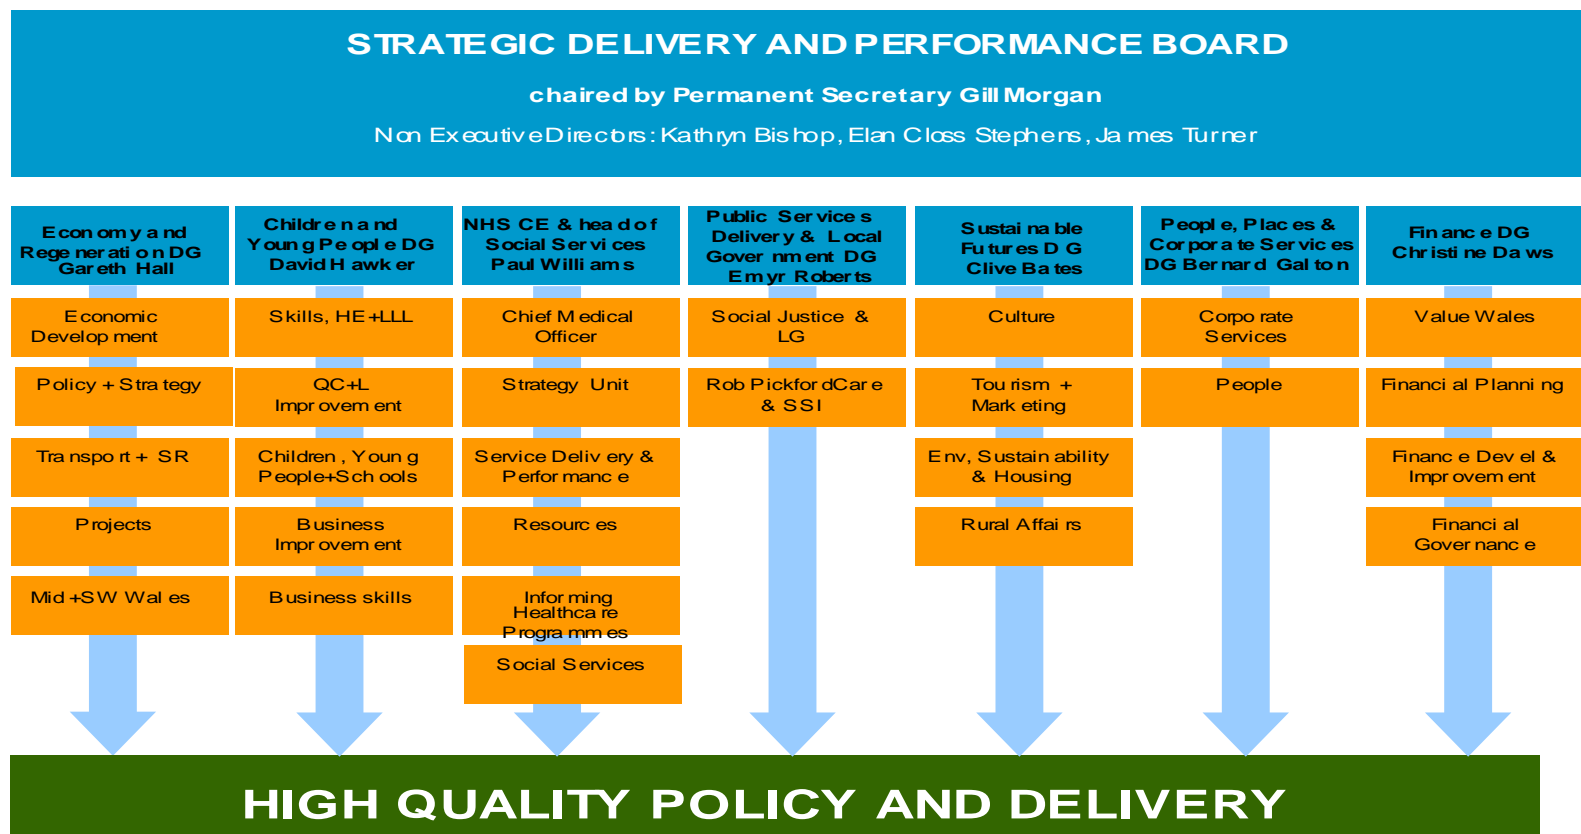 STRATEGIC DELIVERY AND PERFORMANCE BOARD
chaired by Permanent Secretary Gill Morgan
Non Executive Directors: Kathryn Bishop, Elan Closs Stephens, James Turner
Economy and
Regeneration DG
Gareth Hall
Children and
Young People DG
David Hawker
NHS CE & head of
Social Services
Paul Williams
Public Services
Delivery & Local
Government DG
Emyr Roberts
Sustainable
Futures DG
Clive Bates
People, Places &
Corporate Services
DG Bernard Galton
Finance DG
Christine Daws
Economic
Development
Policy + Strategy
Transport + SR
Projects
Mid +SW Wales
Skills, HE+LLL
QC+L
Improvement
Children, Young
People+Schools
Business
Improvement
Business skills
Chief Medical
Officer
Strategy Unit
Service Delivery &
Performance
Resources
Informing
Healthcare
Programmes
Social Services
Social Justice &
LG
Rob PickfordCare
& SSI
Culture
Tourism +
Marketing
Env, Sustainability
& Housing
Rural Affairs
Corporate
Services
People
Value Wales
Financial Planning
Finance Devel &
Improvement
Financial
Governance
HIGH QUALITY POLICY AND DELIVERY